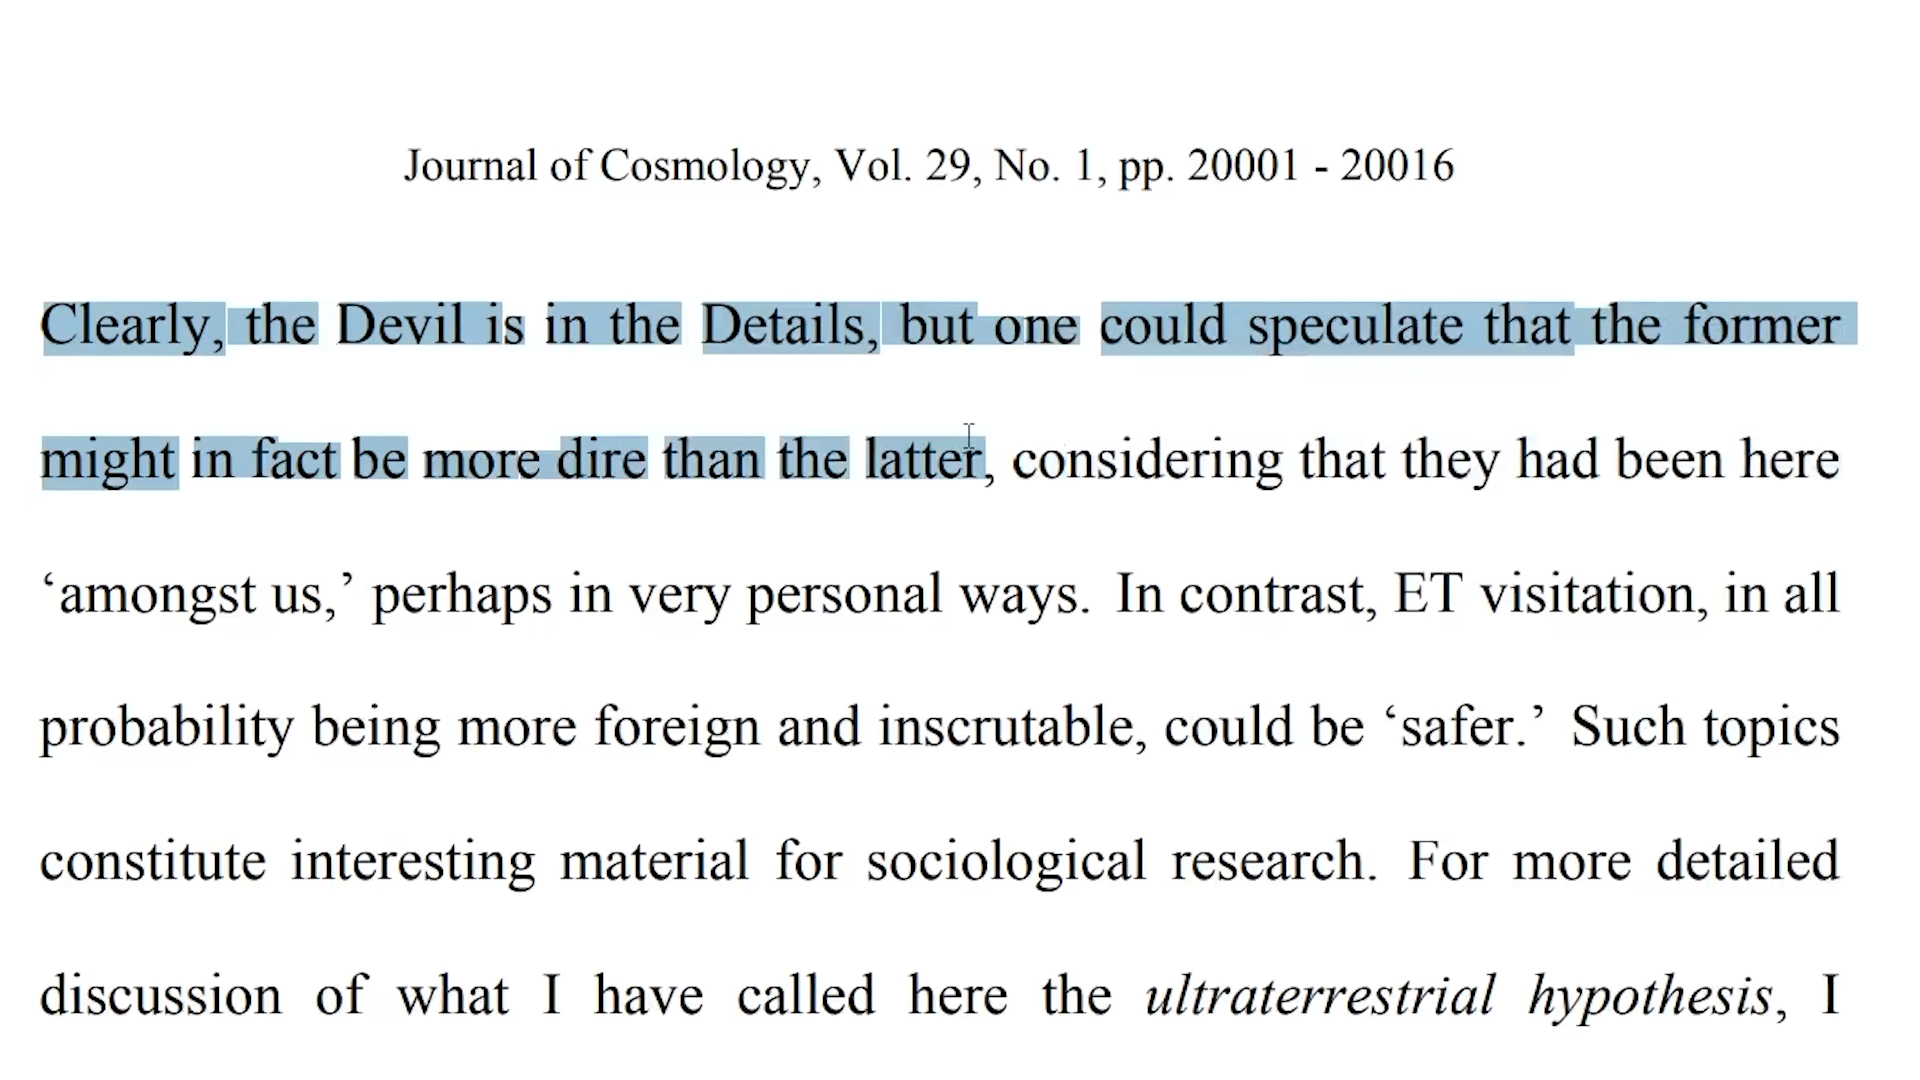 Journal of Cosmology, Vol. 29, No. 1, pp. 20001 - 20016
Clearly, the Devil is in the Details, but one could speculate that the former
might in fact be more dire than the latter, considering that they had been here
‘amongst us,’ perhaps in very personal ways. In contrast, ET visitation, in all
probability being more foreign and inscrutable, could be ‘safer.’ Such topics
constitute interesting material for sociological research. For more detailed
discussion of what I have called here the ultraterrestrial hypothesis, I